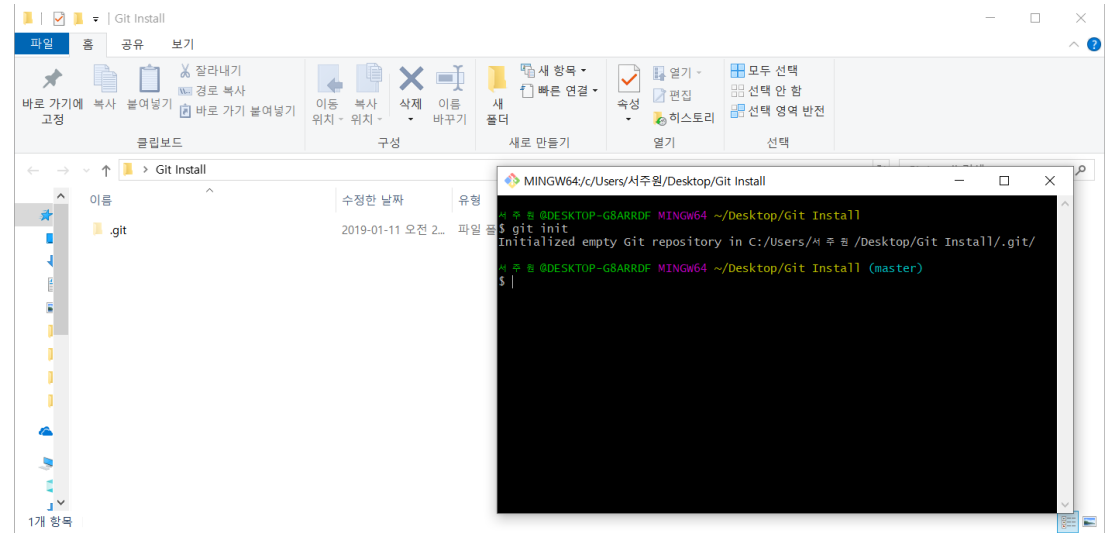 Git Install
파일 홈 공유 보기
바로 가기에 고정
복사
붙여넣기
잘라내기
경로 복사
바로 가기 붙여넣기
클립보드
이동 위치
복사 위치
삭제
이름 바꾸기
구성
새 폴더
새 항목
빠른 연결
새로 만들기
속성
열기
편집
히스토리
열기
모두 선택
선택 안 함
선택 영역 반전
선택
Git Install
이름 수정한 날짜 유형
.git 2019-01-11 오전 2... 파일
1개 항목
MINGW64:/c/Users/서주원/Desktop/Git Install
서주원@DESKTOP-G8ARRDF MINGW64 ~/Desktop/Git Install
$ git init
Initialized empty Git repository in C:/Users/서주원/Desktop/Git Install/.git/
서주원@DESKTOP-G8ARRDF MINGW64 ~/Desktop/Git Install (master)
$